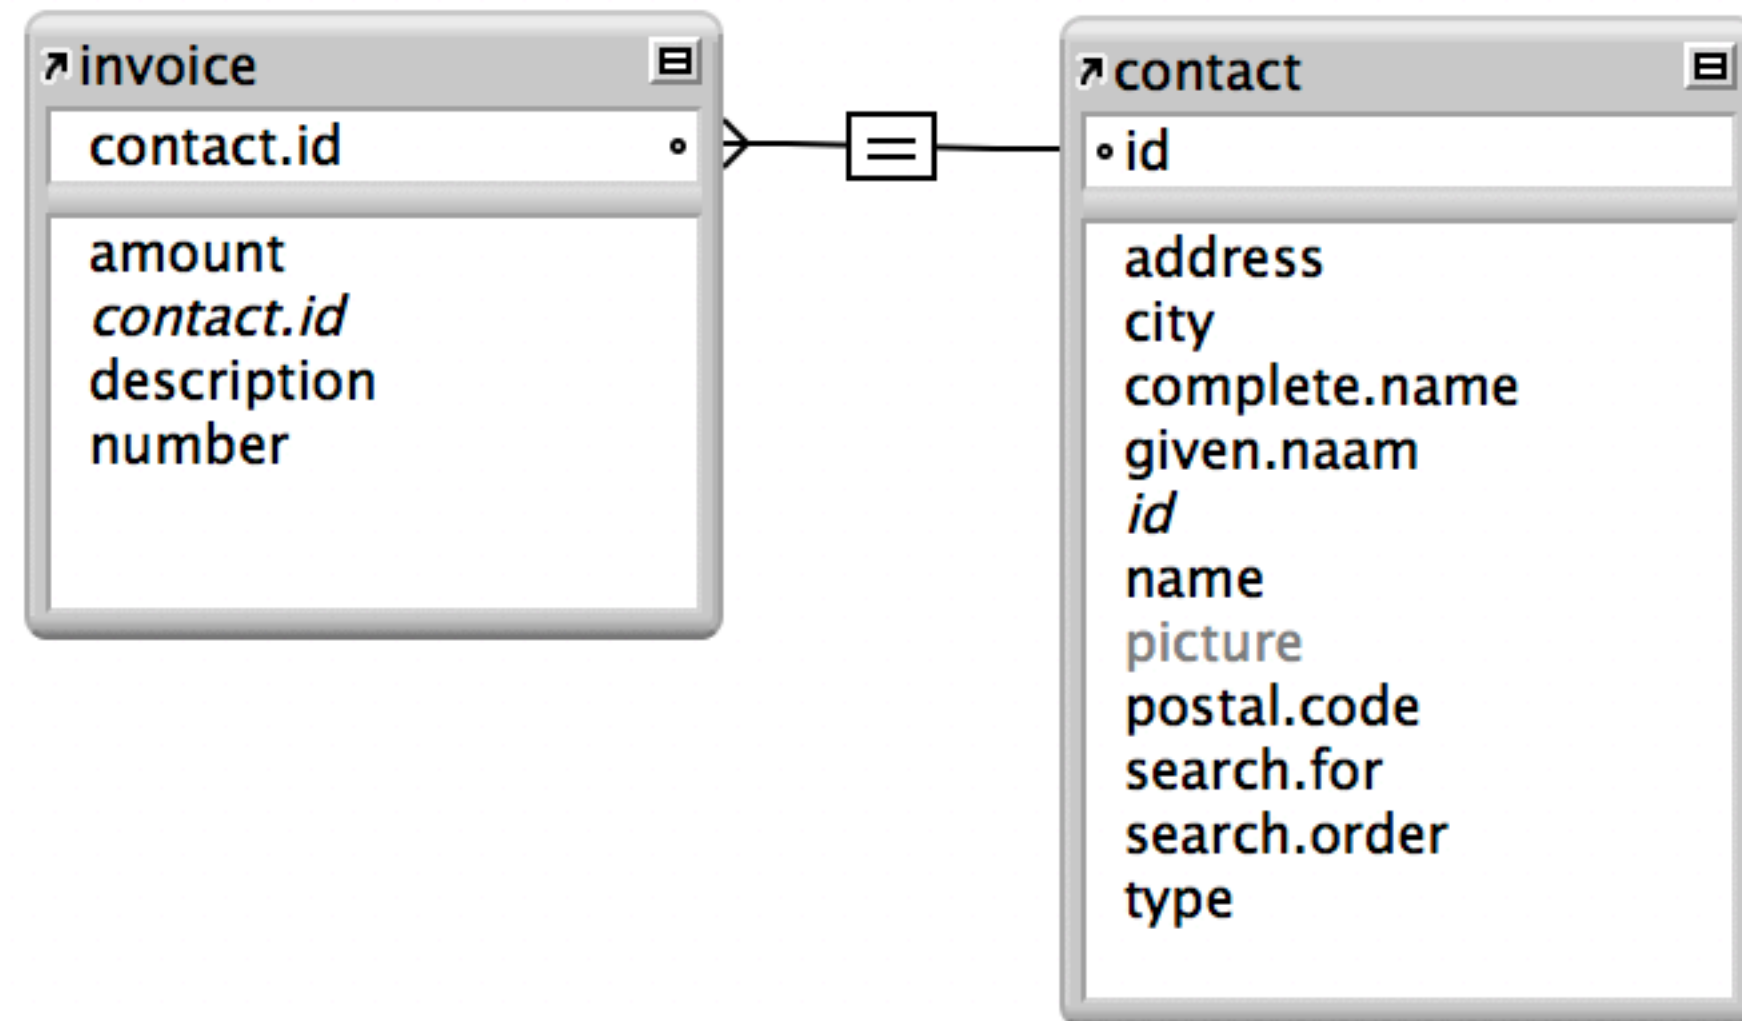 invoice
contact.id
amount
contact.id
description
number
contact
id
address
city
complete.name
given.naam
id
name
picture
postal.code
search.for
search.order
type